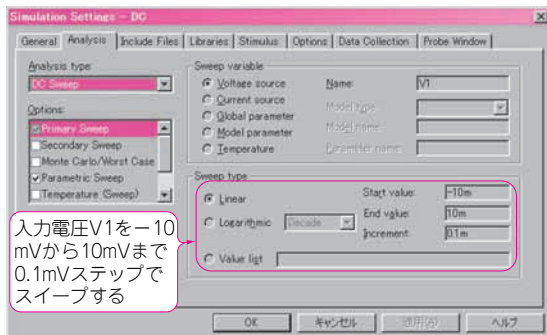 Simulation Settings - DC
General Analysis Include Files Libraries Stimulus Options Data Collection Probe Window
Analysis type:
DC Sweep
Options:
Primary Sweep
Secondary Sweep
Monte Carlo/Worst Case
Parametric Sweep
Temperature (Sweep)
Sweep variable
Voltage source
Current source
Global parameter
Model parameter
Temperature
Name: V1
Model type:
Model name:
Parameter name:
Sweep type
Linear
Logarithmic Decade
Value list
Start value: -10m
End value: 10m
Increment: 0.1m
入力電圧V1を－10
mVから10mVまで
0.1mVステップで
スイープする
OK キャンセル 適用(A) ヘルプ